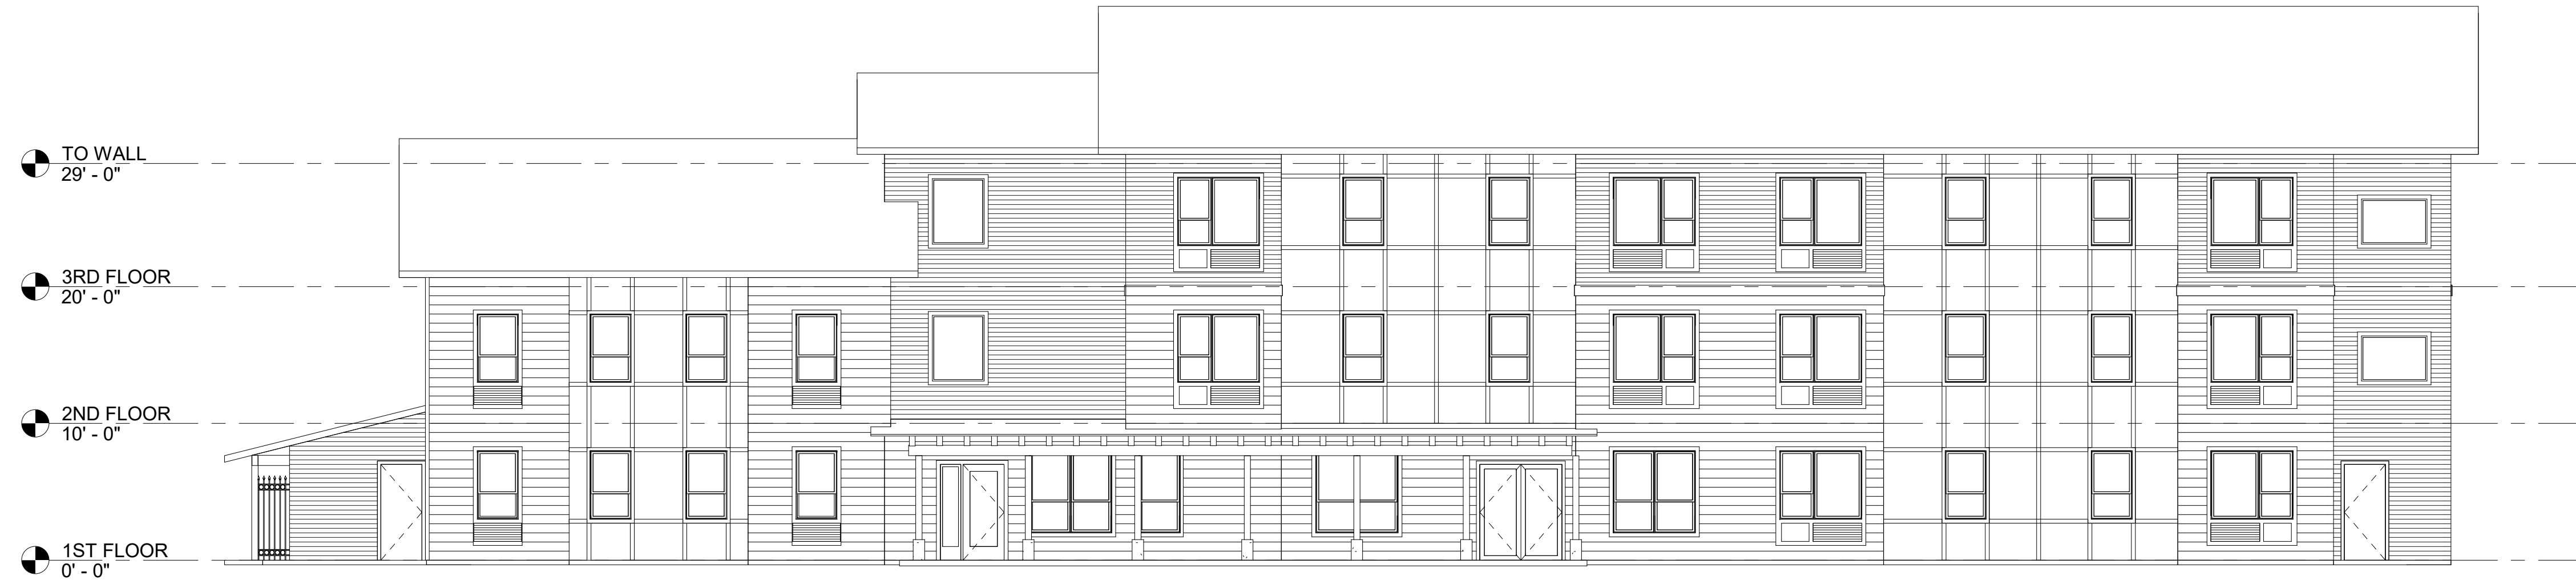 TO WALL
29' - 0"
3RD FLOOR
20' - 0"
2ND FLOOR
10' - 0"
1ST FLOOR
0' - 0"